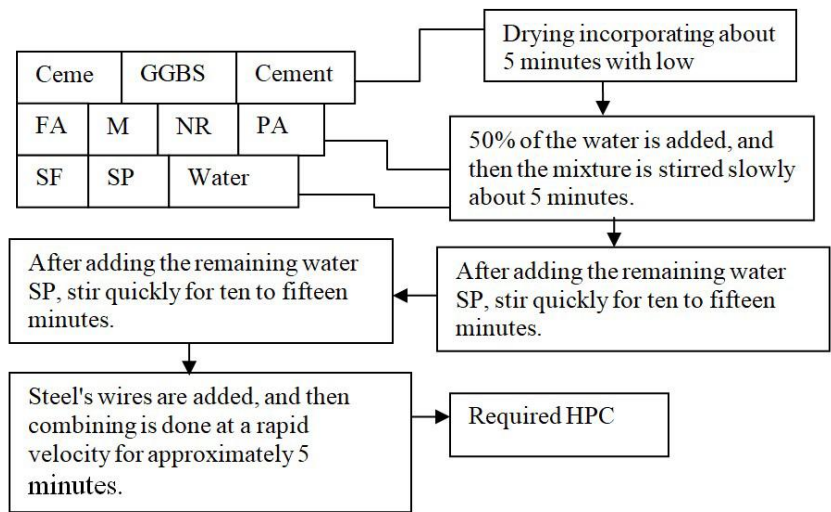 Ceme GGBS Cement
FA M NR PA
SF SP Water
Drying incorporating about
5 minutes with low
50% of the water is added, and
then the mixture is stirred slowly
about 5 minutes.
After adding the remaining water
SP, stir quickly for ten to fifteen
minutes.
After adding the remaining water
SP, stir quickly for ten to fifteen
minutes.
Steel's wires are added, and then
combining is done at a rapid
velocity for approximately 5
minutes.
Required HPC